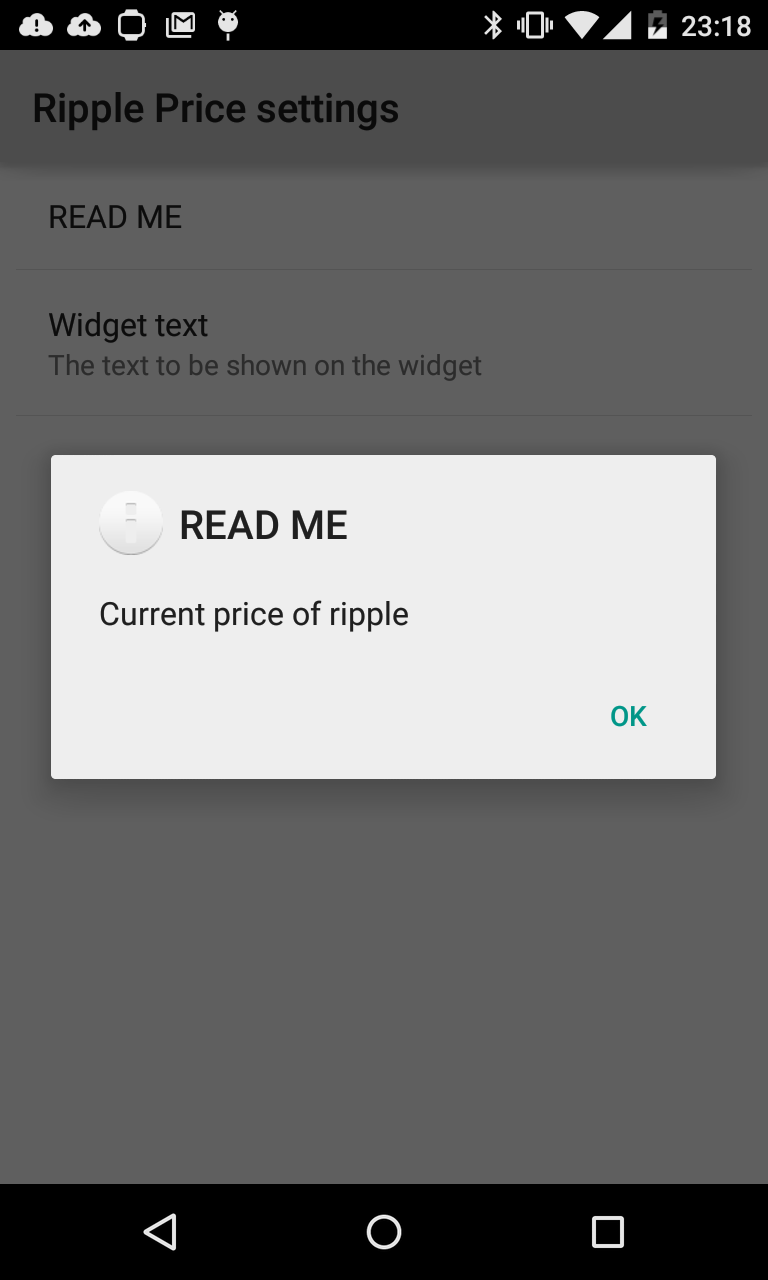 23:18
Ripple Price settings
READ ME
Widget text
The text to be shown on the widget
READ ME
Current price of ripple
OK